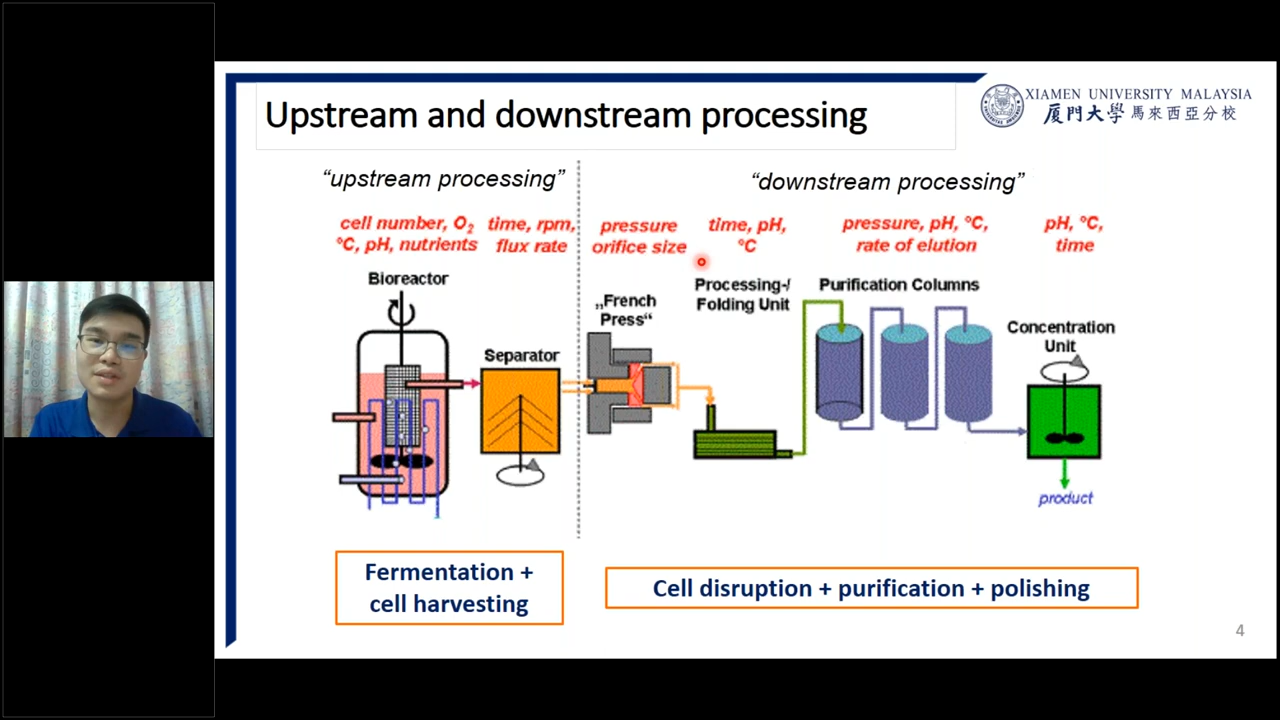 Upstream and downstream processing
XIAMEN UNIVERSITY MALAYSIA
廈門大學 馬來西亞分校
“upstream processing”
“downstream processing”
cell number, O₂
°C, pH, nutrients
time, rpm,
flux rate
pressure
orifice size
time, pH,
°C
pressure, pH, °C,
rate of elution
pH, °C,
time
Bioreactor
Separator
„French
Press“
Processing-/
Folding Unit
Purification Columns
Concentration
Unit
product
Fermentation +
cell harvesting
Cell disruption + purification + polishing
4